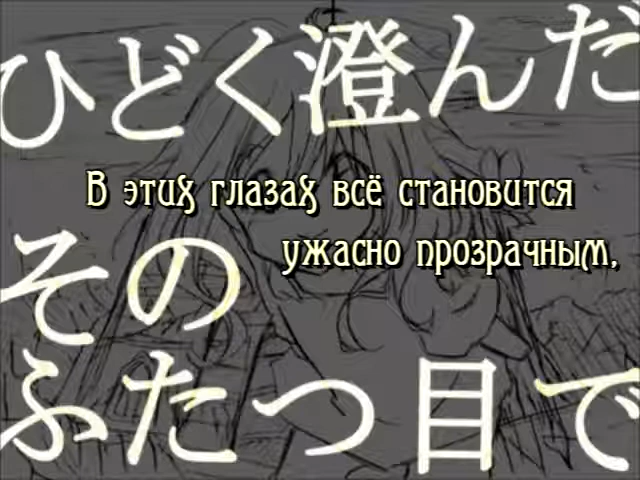 ひどく澄んだ
В этих глазах всё становится
ужасно прозрачным,
その
ふたつ目で